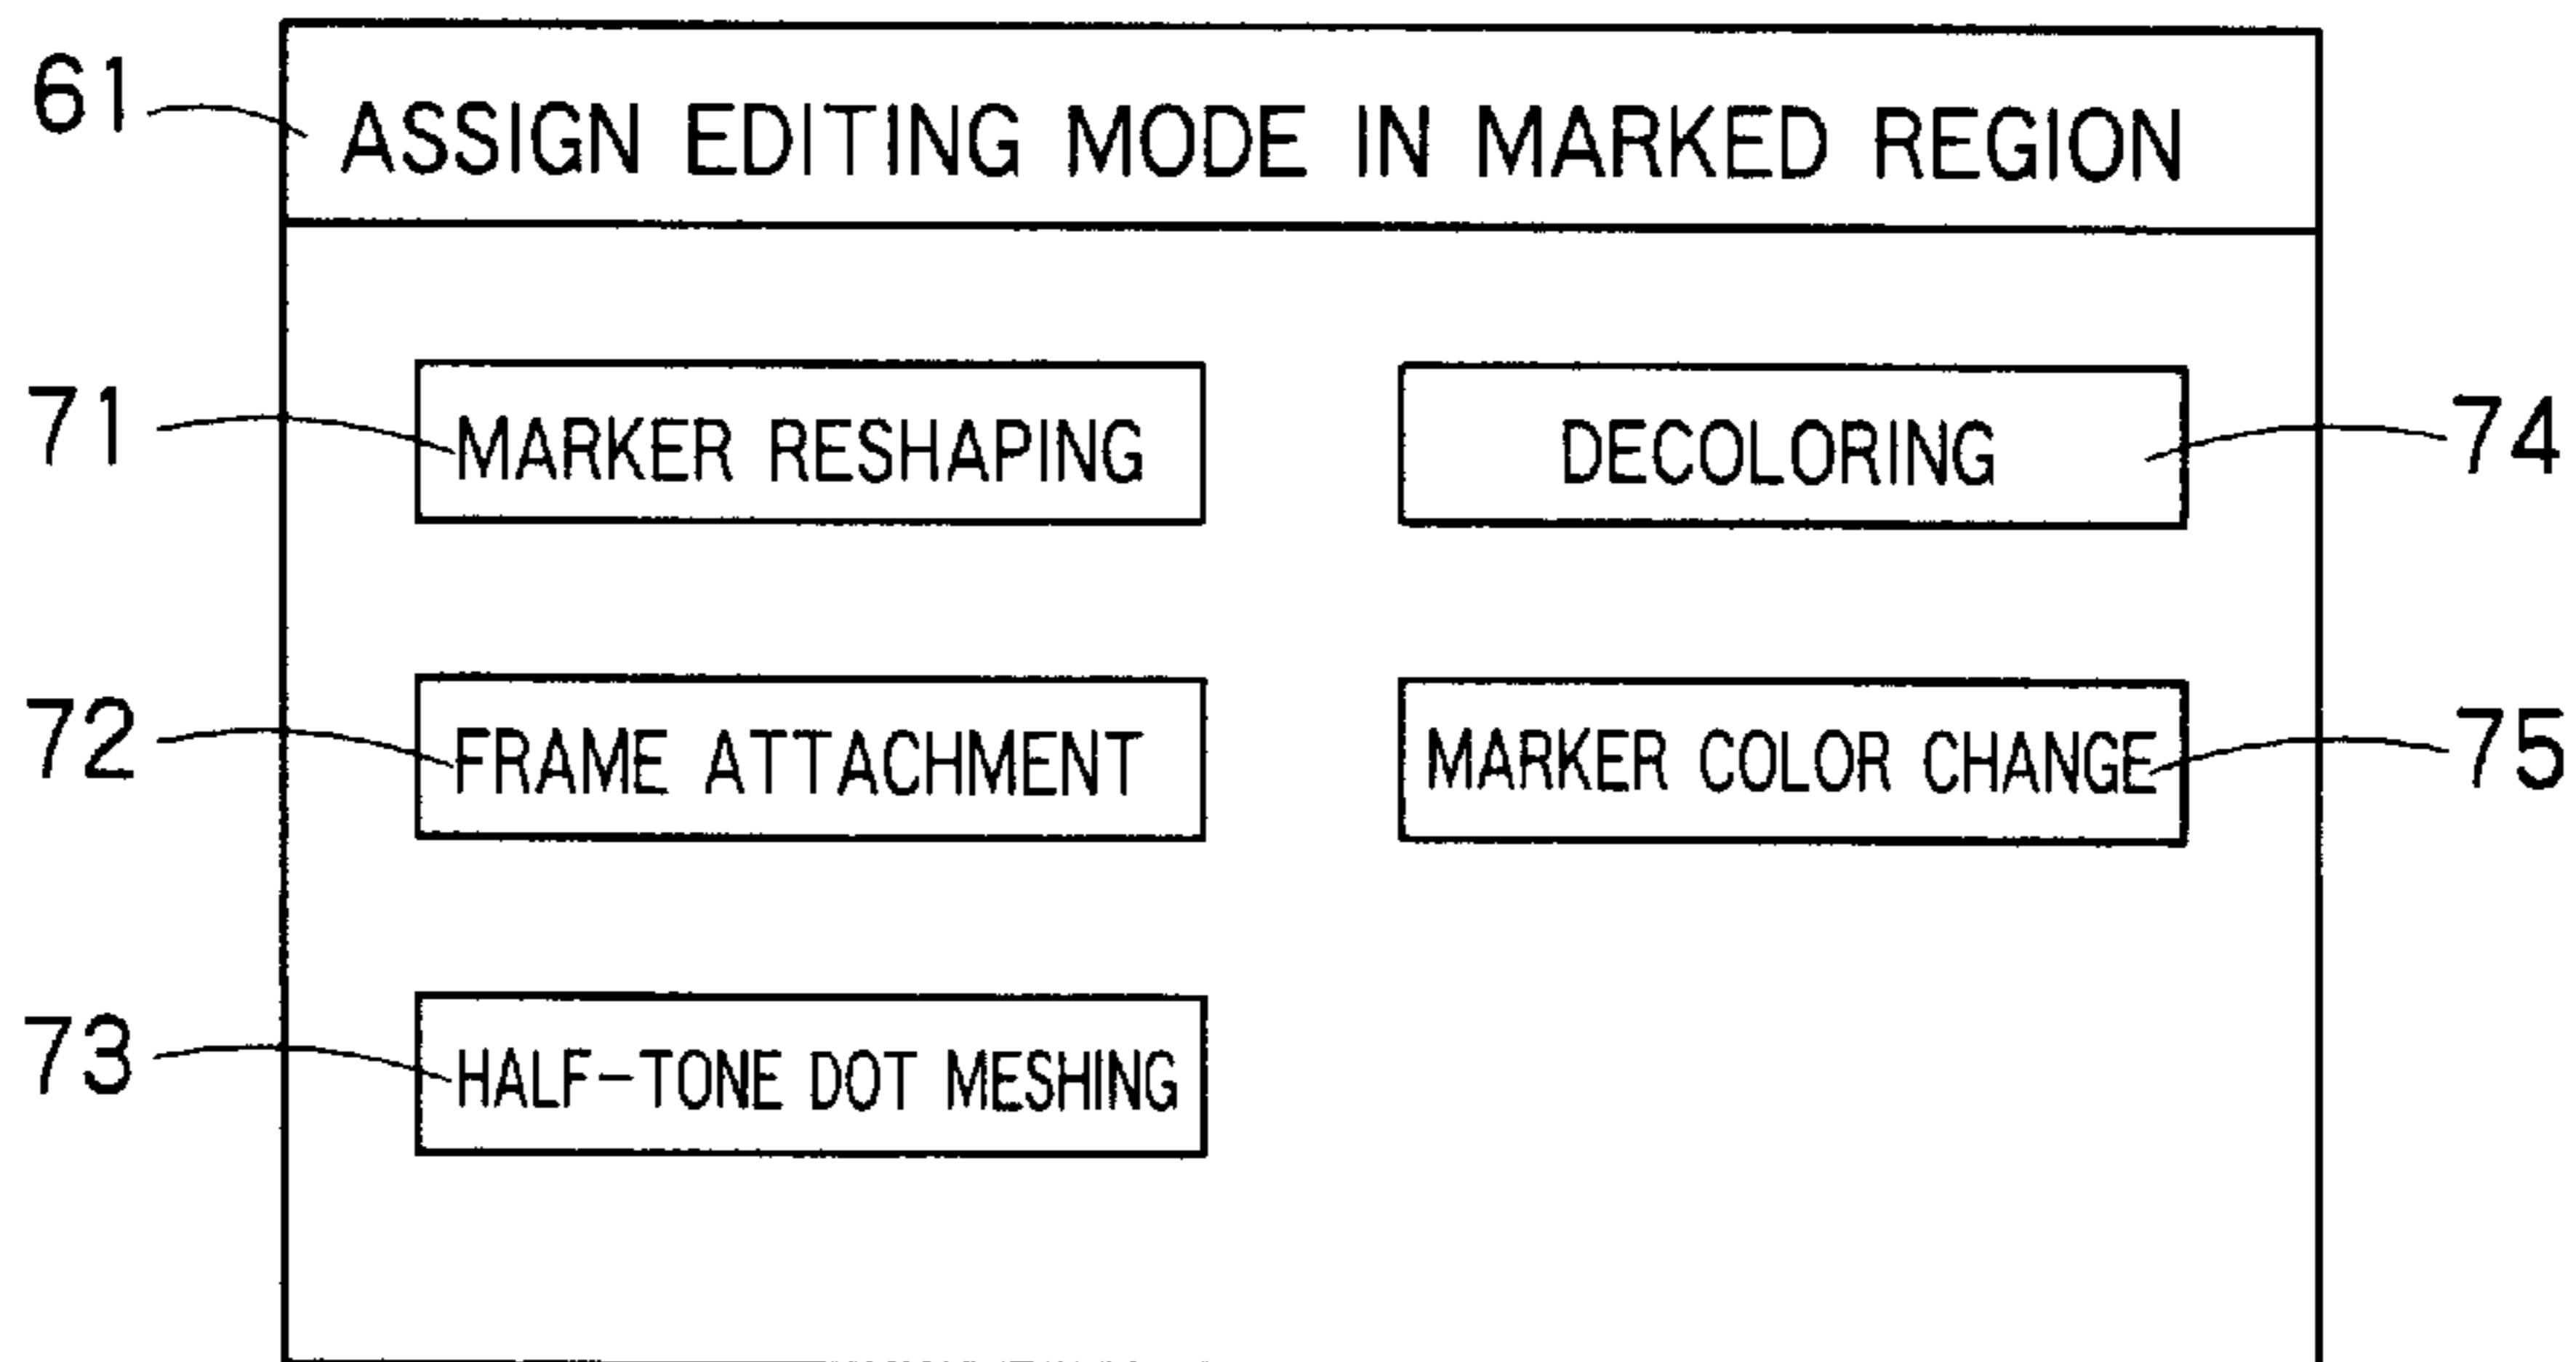 61 ASSIGN EDITING MODE IN MARKED REGION
71 MARKER RESHAPING DECOLORING 74
72 FRAME ATTACHMENT MARKER COLOR CHANGE 75
73 HALF-TONE DOT MESHING